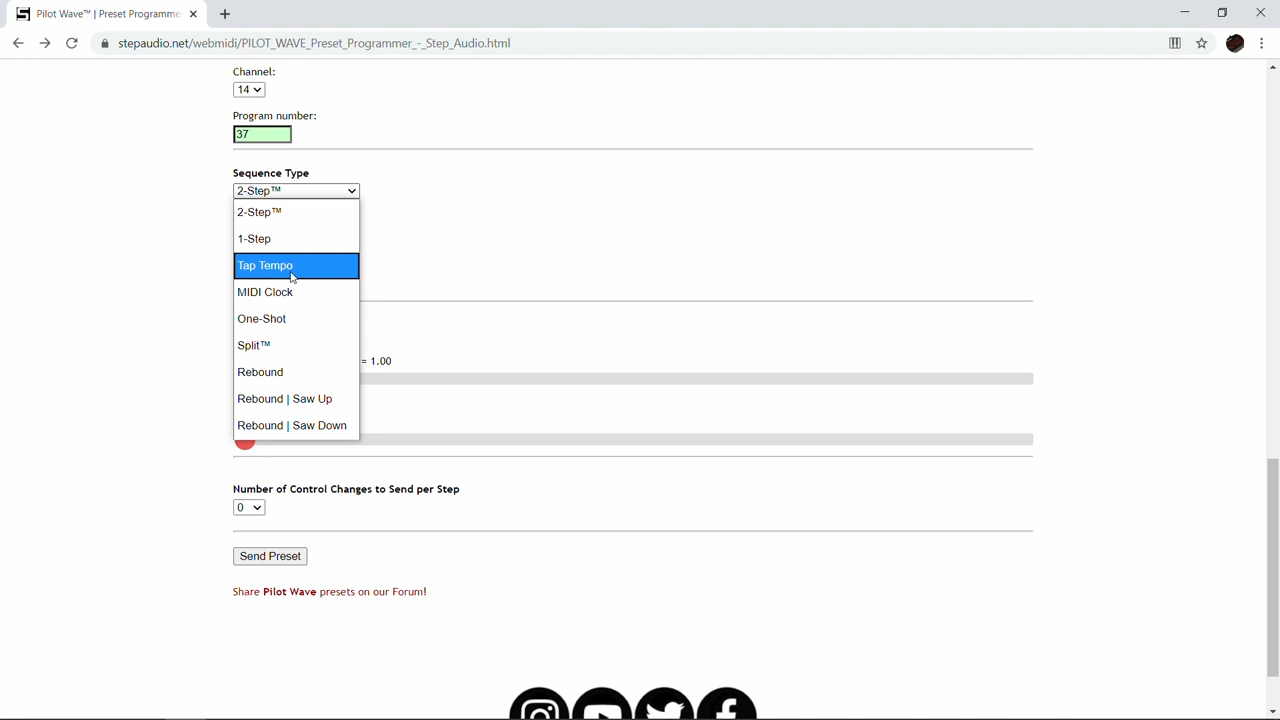 Pilot Wave™ | Preset Programme
stepaudio.net/webmidi/PILOT_WAVE_Preset_Programmer_-_Step_Audio.html
Channel:
14
Program number:
37
Sequence Type
2-Step™
2-Step™
1-Step
Tap Tempo
MIDI Clock
One-Shot
Split™
= 1.00
Rebound
Rebound | Saw Up
Rebound | Saw Down
Number of Control Changes to Send per Step
0
Send Preset
Share Pilot Wave presets on our Forum!